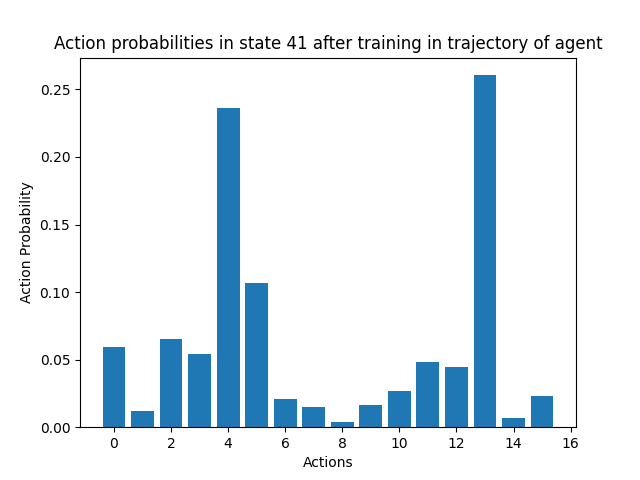 Action probabilities in state 41 after training in trajectory of agent
0.25
0.20
0.15
0.10
0.05
0.00
Action Probability
0 2 4 6 8 10 12 14 16
Actions